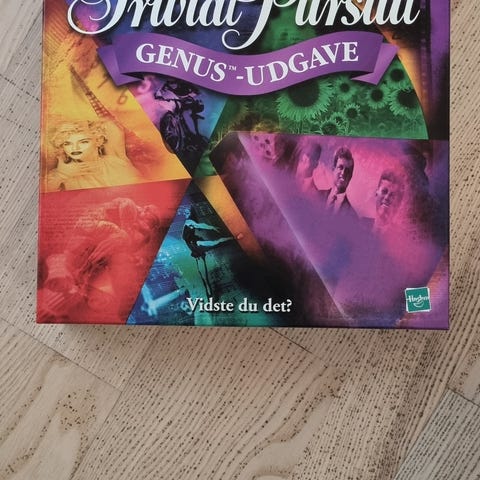 Trivial Pursuit
GENUS™-UDGAVE
Vidste du det?
Hasbro